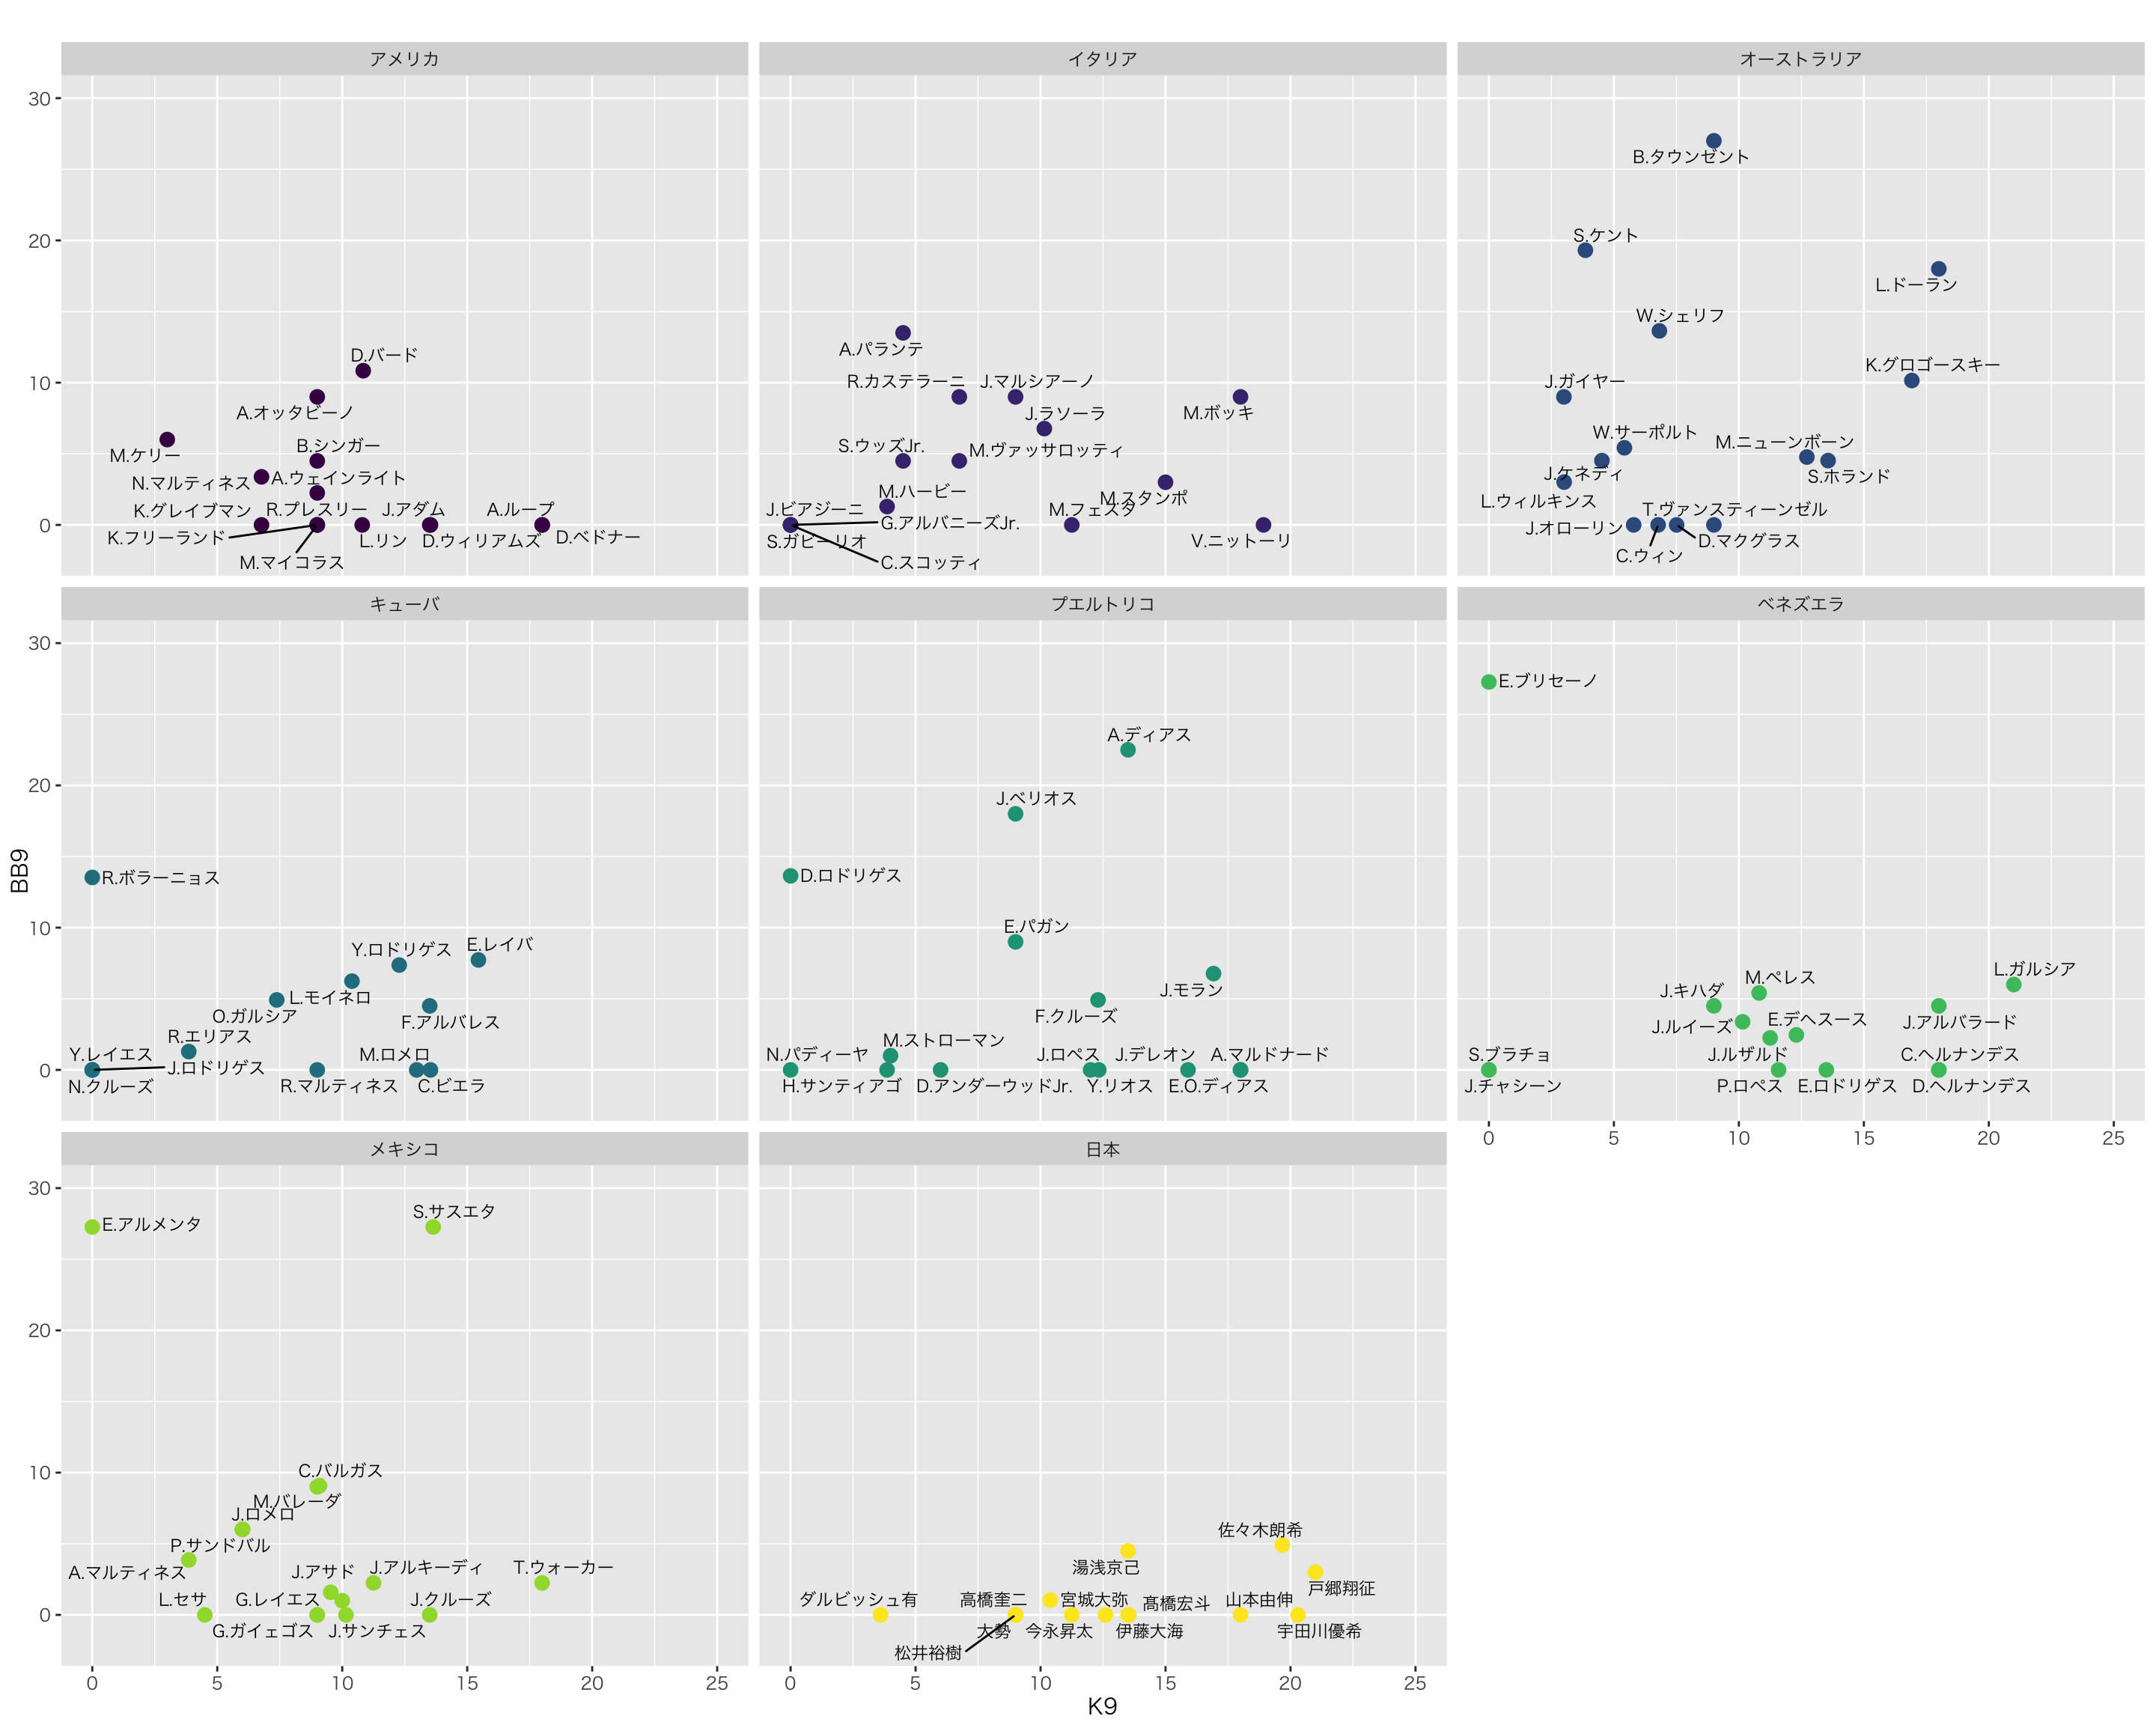 アメリカ
イタリア
オーストラリア
30
20
10
0
D.バード
A.オッタビーノ
M.ケリー
B.シンガー
N.マルティネス
A.ウェインライト
K.グレイブマン
R.プレスリー
J.アダム
A.ループ
K.フリーランド
L.リン
D.ウィリアムズ
D.ベドナー
M.マイコラス
A.パランテ
R.カステラーニ
J.マルシアーノ
J.ラソーラ
M.ボッキ
S.ウッズJr.
M.ヴァッサロッティ
M.ハービー
M.スタンポ
J.ビアジーニ
M.フェスタ
G.アルバニーズJr.
S.ガビーリオ
V.ニットーリ
C.スコッティ
B.タウンゼント
S.ケント
L.ドーラン
W.シェリフ
K.グロゴースキー
J.ガイヤー
W.サーポルト
M.ニューンボーン
J.ケネディ
S.ホランド
L.ウィルキンス
T.ヴァンスティーンゼル
J.オローリン
D.マクグラス
C.ウィン
キューバ
プエルトリコ
ベネズエラ
30
20
10
0
R.ボラーニョス
Y.ロドリゲス
E.レイバ
L.モイネロ
O.ガルシア
F.アルバレス
R.エリアス
Y.レイエス
M.ロメロ
J.ロドリゲス
N.クルーズ
R.マルティネス
C.ビエラ
A.ディアス
J.ベリオス
D.ロドリゲス
E.パガン
J.モラン
F.クルーズ
M.ストローマン
N.パディーヤ
J.ロペス
J.デレオン
A.マルドナード
H.サンティアゴ
D.アンダーウッドJr.
Y.リオス
E.O.ディアス
E.ブリセーノ
L.ガルシア
M.ペレス
J.キハダ
E.デヘスース
J.ルイーズ
J.アルバラード
S.ブラチョ
J.ルザルド
C.ヘルナンデス
J.チャシーン
P.ロペス
E.ロドリゲス
D.ヘルナンデス
0
5
10
15
20
25
メキシコ
日本
30
20
10
0
E.アルメンタ
S.サスエタ
C.バルガス
M.バレーダ
J.ロメロ
P.サンドバル
A.マルティネス
J.アサド
J.アルキーディ
T.ウォーカー
L.セサ
G.レイエス
J.クルーズ
G.ガイェゴス
J.サンチェス
佐々木朗希
湯浅京己
戸郷翔征
ダルビッシュ有
高橋奎二
宮城大弥
髙橋宏斗
山本由伸
大勢
今永昇太
伊藤大海
宇田川優希
松井裕樹
0
5
10
15
20
25
0
5
10
15
20
25
K9
BB9